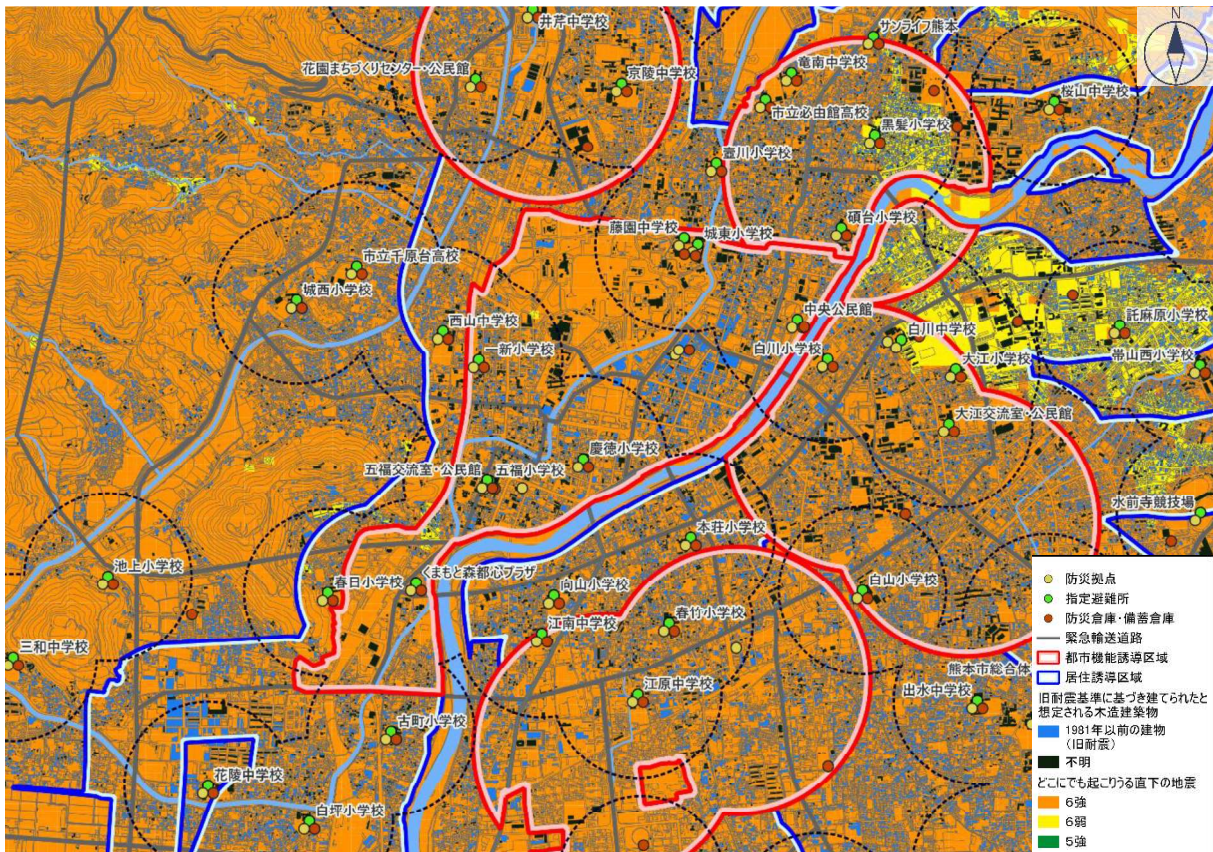 井芹中学校
サンライフ熊本
N
花園まちづくりセンター・公民館
京陵中学校
竜南中学校
桜山中学校
市立必由館高校
黒髪小学校
壺川小学校
藤園中学校
城東小学校
碩台小学校
市立千原台高校
城西小学校
中央公民館
西山中学校
白川中学校
託麻原小学校
一新小学校
白川小学校
大江小学校
帯山西小学校
大江交流室・公民館
慶徳小学校
五福交流室・公民館
五福小学校
水前寺競技場
本荘小学校
池上小学校
春日小学校
くまもと森都心プラザ
向山小学校
白山小学校
春竹小学校
江南中学校
三和中学校
熊本市総合体
江原中学校
出水中学校
古町小学校
花陵中学校
白坪小学校
防災拠点
指定避難所
防災倉庫・備蓄倉庫
緊急輸送道路
都市機能誘導区域
居住誘導区域
旧耐震基準に基づき建てられたと
想定される木造建築物
1981年以前の建物
(旧耐震)
不明
どこにでも起こりうる直下の地震
6強
6弱
5強